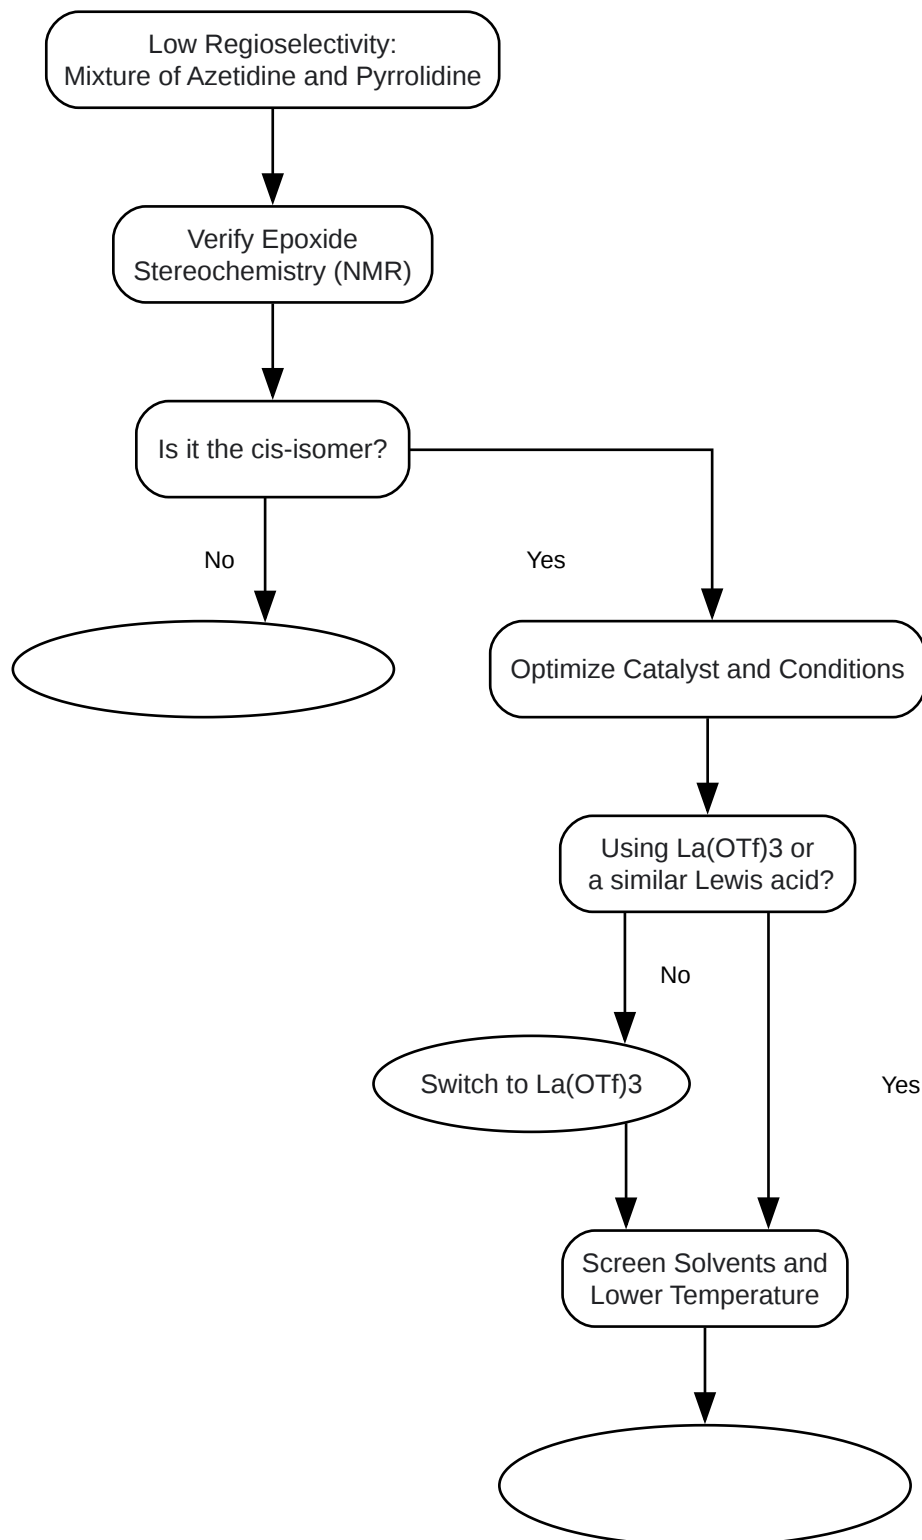 Low Regioselectivity:
Mixture of Azetidine and Pyrrolidine
Verify Epoxide
Stereochemistry (NMR)
Is it the cis-isomer?
No
Yes
Optimize Catalyst and Conditions
Using La(OTf)3 or
a similar Lewis acid?
No
Switch to La(OTf)3
Yes
Screen Solvents and
Lower Temperature